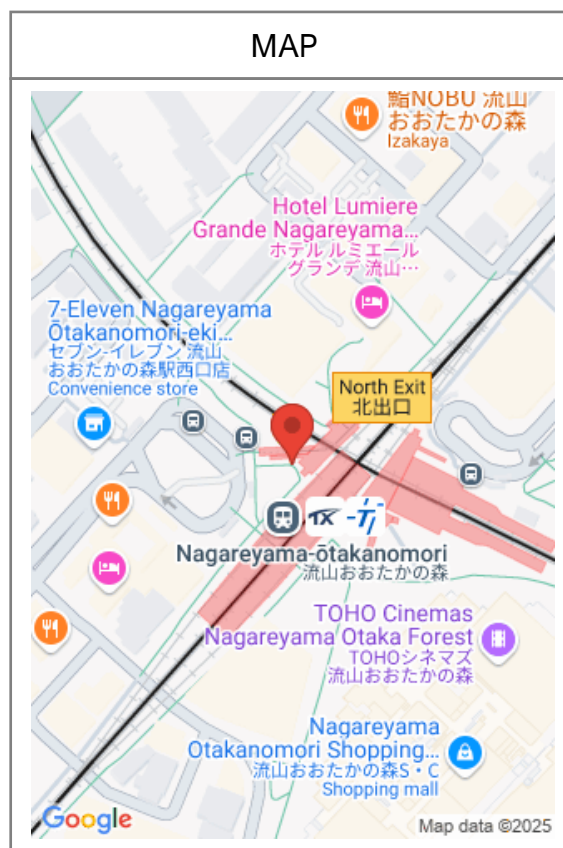 MAP
鮨NOBU 流山
おおたかの森
Izakaya
Hotel Lumiere
Grande Nagareyama...
ホテル ルミエール
グランデ 流山…
7-Eleven Nagareyama
Ōtakanomori-eki...
セブン-イレブン 流山
おおたかの森駅西口店
Convenience store
North Exit
北出口
TX
Nagareyama-ōtakanomori
流山おおたかの森
TOHO Cinemas
Nagareyama Otaka Forest
TOHOシネマズ
流山おおたかの森
Nagareyama
Otakanomori Shopping...
流山おおたかの森S・C
Shopping mall
Google
Map data ©2025